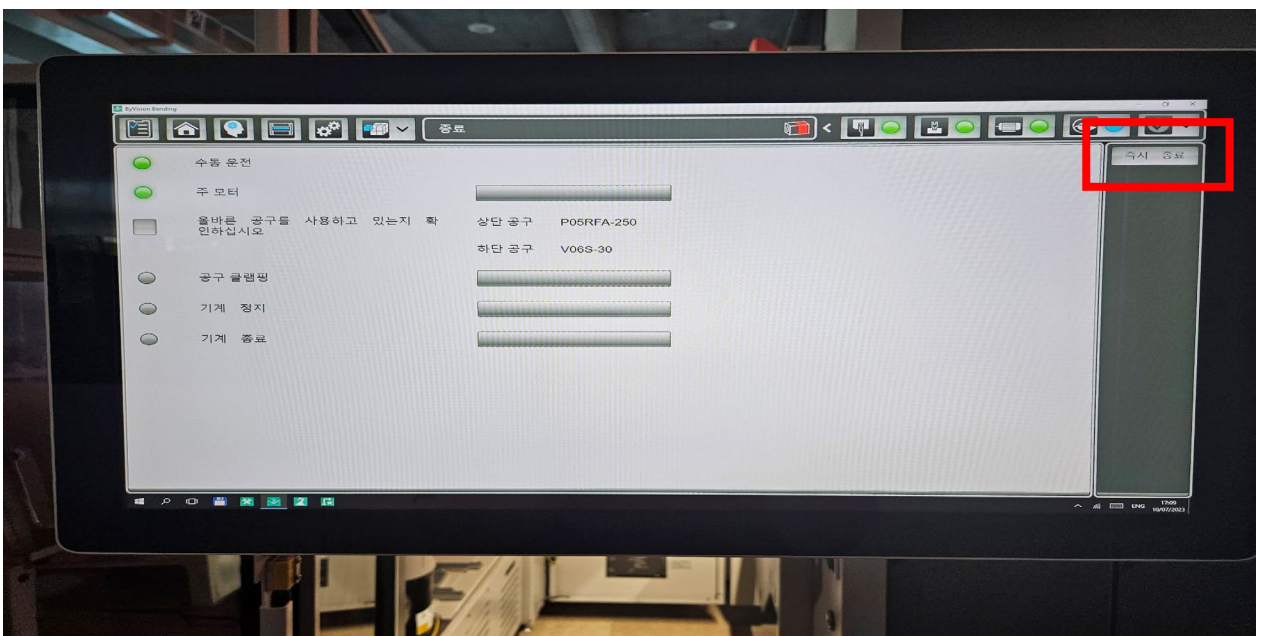 ByVision Bending
종료
즉시 종료
수동 운전
주 모터
올바른 공구를 사용하고 있는지 확
인하십시오
상단 공구 P05RFA-250
하단 공구 V06S-30
공구 클램핑
기계 정지
기계 종료
ENG
17:09
10/07/2023